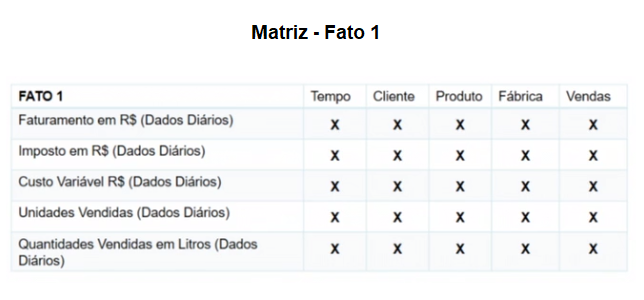 Matriz - Fato 1
FATO 1 Tempo Cliente Produto Fábrica Vendas
Faturamento em R$ (Dados Diários) X X X X X
Imposto em R$ (Dados Diários) X X X X X
Custo Variável R$ (Dados Diários) X X X X X
Unidades Vendidas (Dados Diários) X X X X X
Quantidades Vendidas em Litros (Dados X X X X X
Diários)